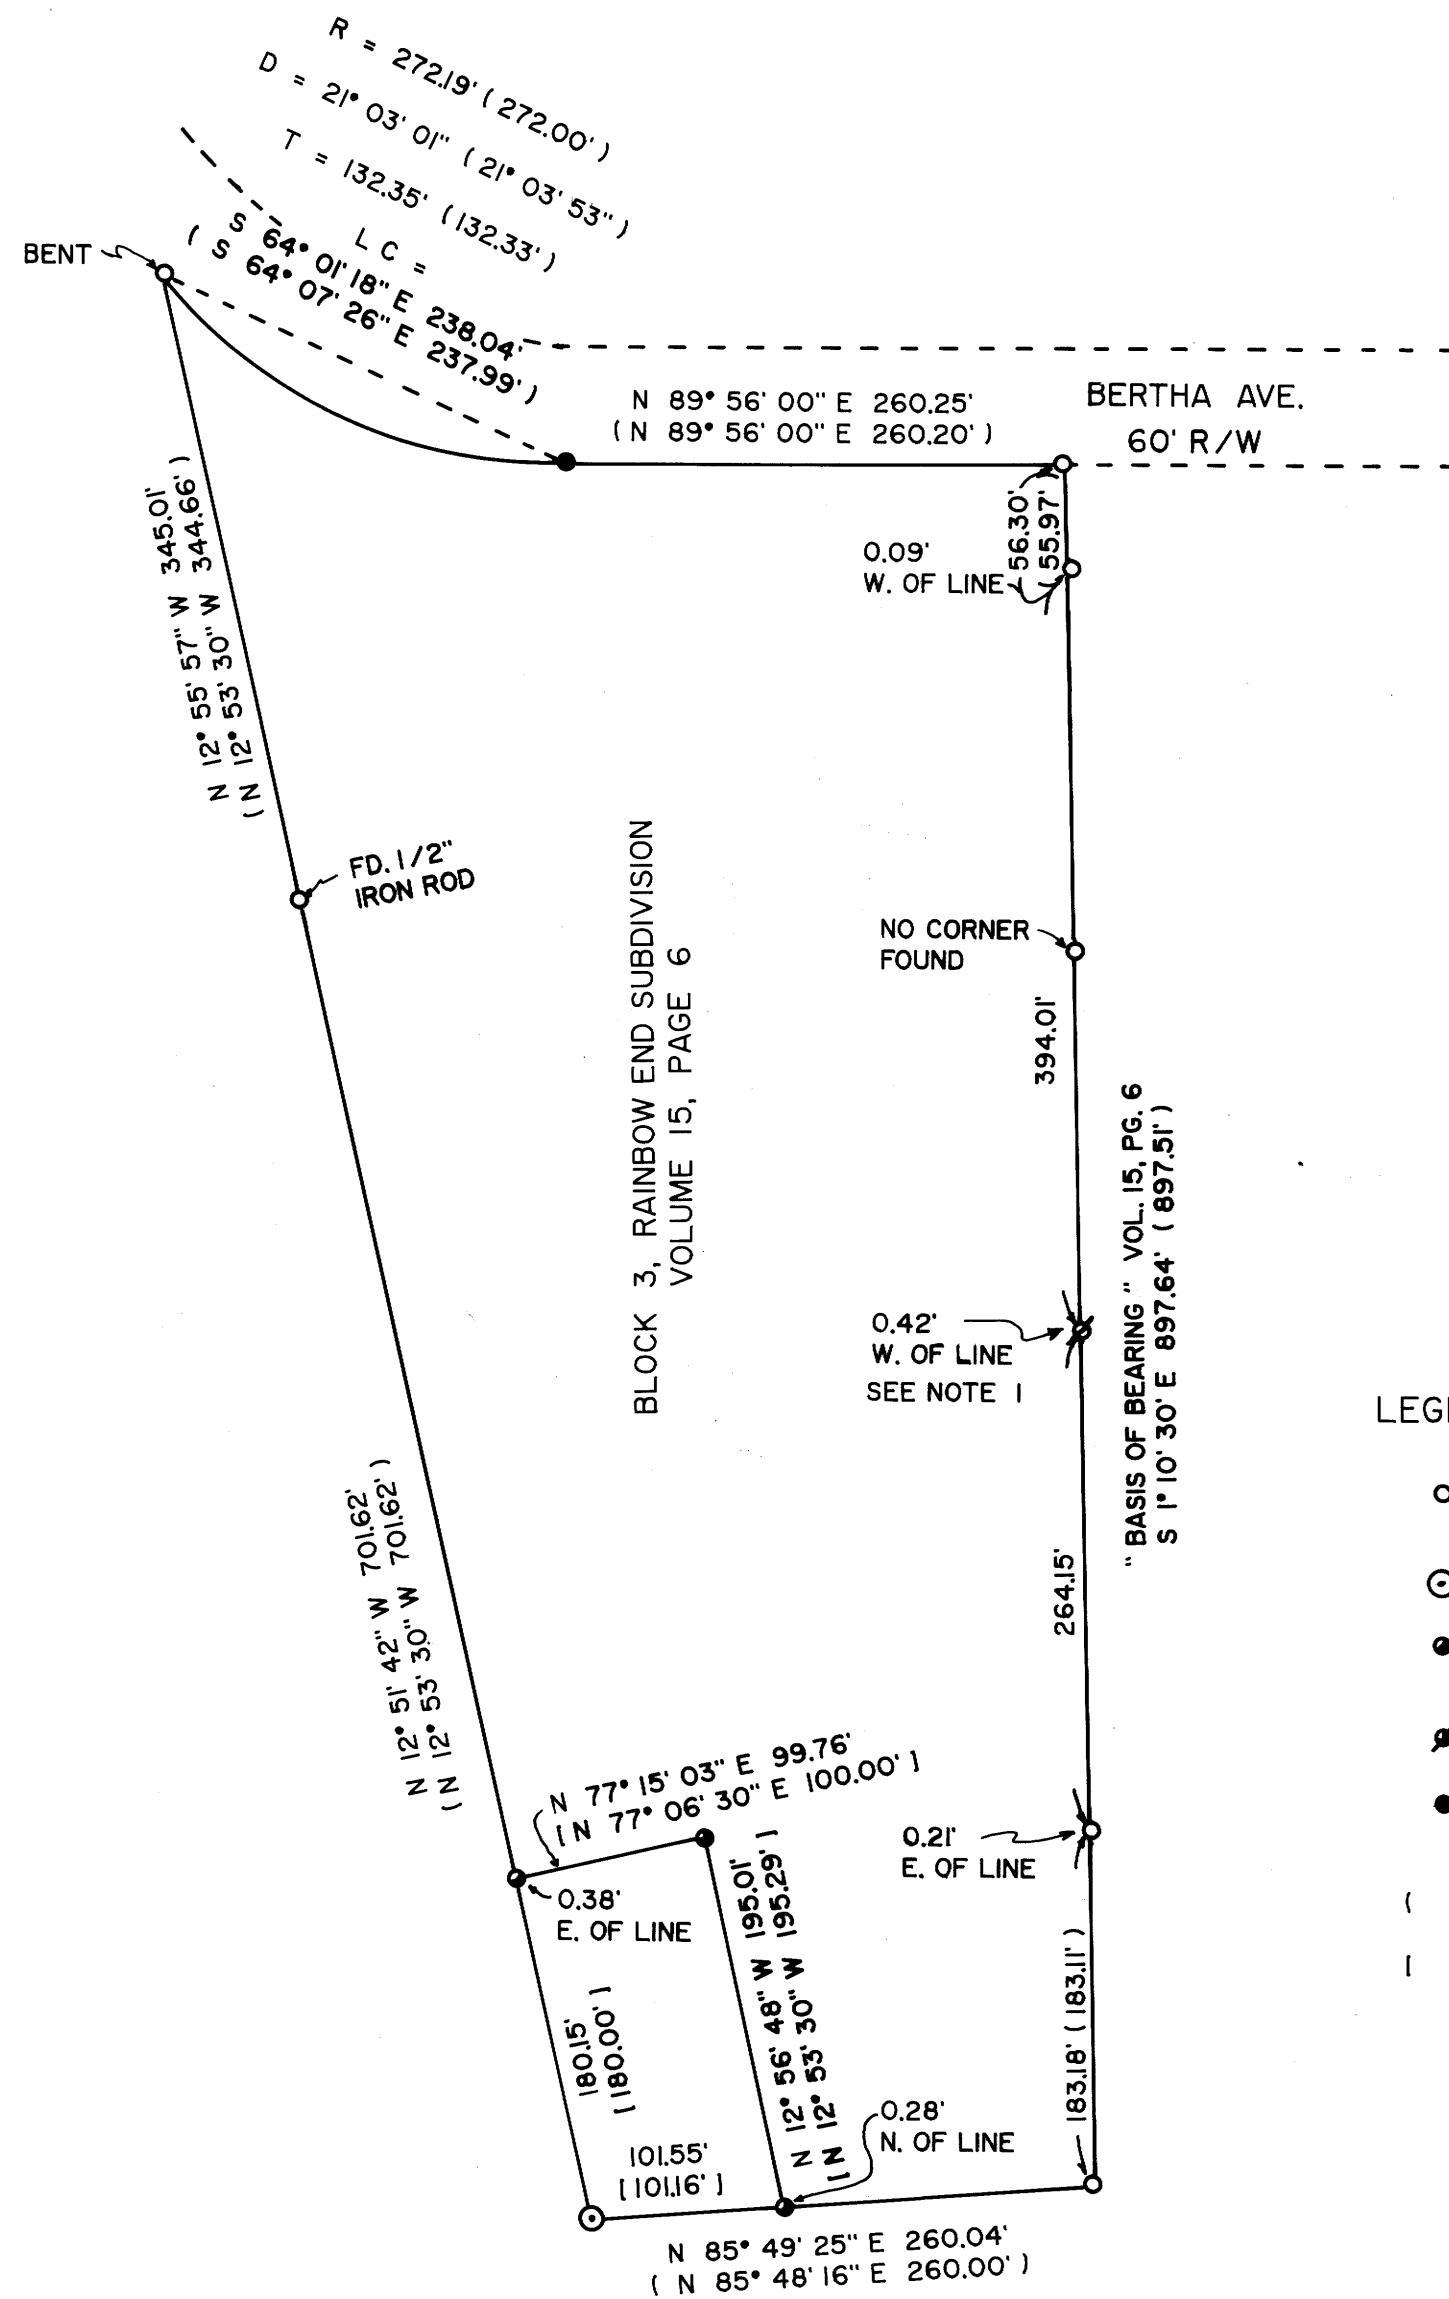 R = 272.19' ( 272.00' )
D = 21° 03' 01" ( 21° 03' 53" )
T = 132.35' ( 132.33' )
L C =
S 64° 01' 18" E 238.04'
( S 64° 07' 26" E 237.99' )
BENT
N 89° 56' 00" E 260.25'
( N 89° 56' 00" E 260.20' )
BERTHA AVE.
60' R/W
56.30'
( 55.97' )
0.09'
W. OF LINE
N 12° 55' 57" W 345.01'
( N 12° 53' 30" W 344.66' )
FD. 1/2"
IRON ROD
BLOCK 3, RAINBOW END SUBDIVISION
VOLUME 15, PAGE 6
NO CORNER
FOUND
394.01'
"BASIS OF BEARING" VOL. 15, PG. 6
S 1° 10' 30" E 897.64' ( 897.51' )
0.42'
W. OF LINE
SEE NOTE 1
264.15'
N 12° 51' 42" W 701.62'
( N 12° 53' 30" W 701.62' )
N 77° 15' 03" E 99.76'
[ N 77° 06' 30" E 100.00' ]
0.21'
E. OF LINE
0.38'
E. OF LINE
N 12° 56' 48" W 195.01'
[ N 12° 53' 30" W 195.29' ]
183.18' ( 183.11' )
180.15'
[ 180.00' ]
0.28'
N. OF LINE
101.55'
[ 101.16' ]
N 85° 49' 25" E 260.04'
( N 85° 48' 16" E 260.00' )
(
[